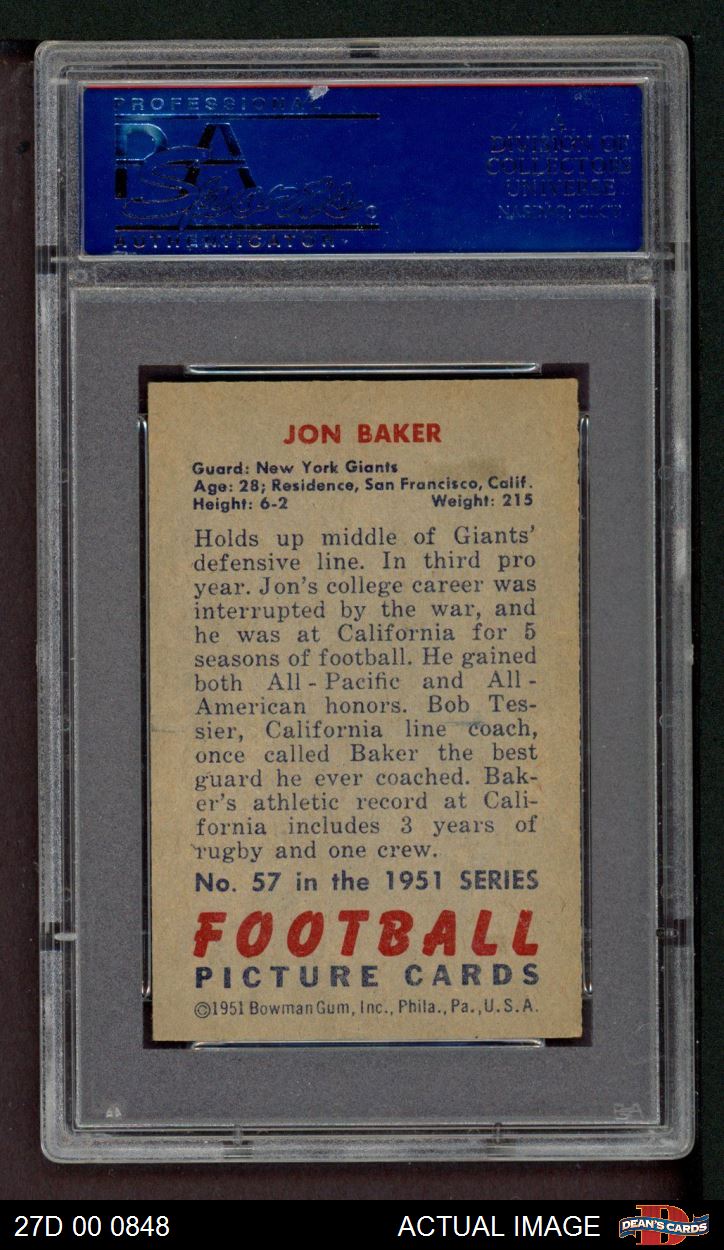 PROFESSIONAL
PSA
Sports
AUTHENTICATOR
A
DIVISION OF
COLLECTORS
UNIVERSE
NASDAQ: CLCT
JON BAKER
Guard: New York Giants
Age: 28; Residence, San Francisco, Calif.
Height: 6-2 Weight: 215
Holds up middle of Giants'
defensive line. In third pro
year. Jon's college career was
interrupted by the war, and
he was at California for 5
seasons of football. He gained
both All - Pacific and All -
American honors. Bob Tes-
sier, California line coach,
once called Baker the best
guard he ever coached. Bak-
er's athletic record at Cali-
fornia includes 3 years of
rugby and one crew.
No. 57 in the 1951 SERIES
FOOTBALL
PICTURE CARDS
©1951 Bowman Gum, Inc., Phila., Pa., U.S.A.
27D 00 0848 ACTUAL IMAGE DEAN'S CARDS